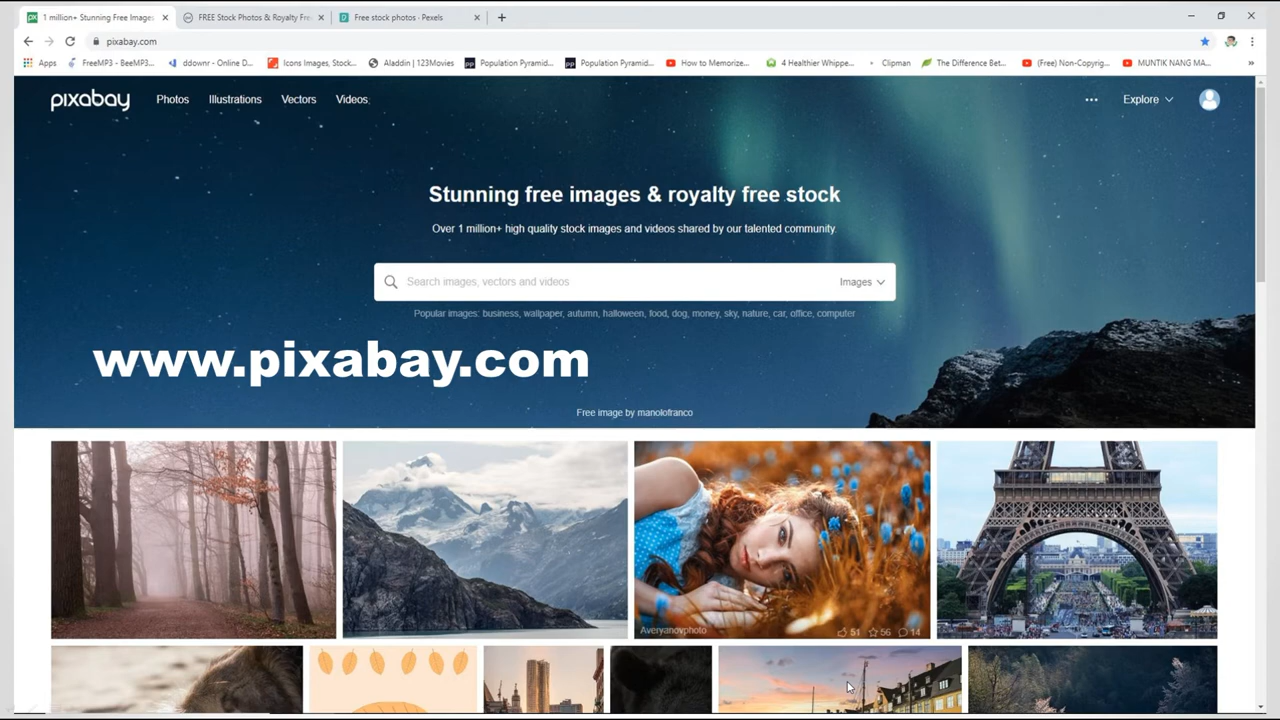 1 million+ Stunning Free Images
FREE Stock Photos & Royalty Fre
Free stock photos · Pexels
pixabay.com
Apps
FreeMP3 - BeeMP3...
ddownr - Online D...
Icons Images, Stock...
Aladdin | 123Movies
Population Pyramid...
Population Pyramid...
How to Memorize...
4 Healthier Whippe...
Clipman
The Difference Bet...
(Free) Non-Copyrig...
MUNTIK NANG MA...
pixabay
Photos
Illustrations
Vectors
Videos
Explore
Stunning free images & royalty free stock
Over 1 million+ high quality stock images and videos shared by our talented community.
Search images, vectors and videos
Images
Popular images: business, wallpaper, autumn, halloween, food, dog, money, sky, nature, car, office, computer
www.pixabay.com
Free image by manolofranco
Averyanovphoto
51
56
14